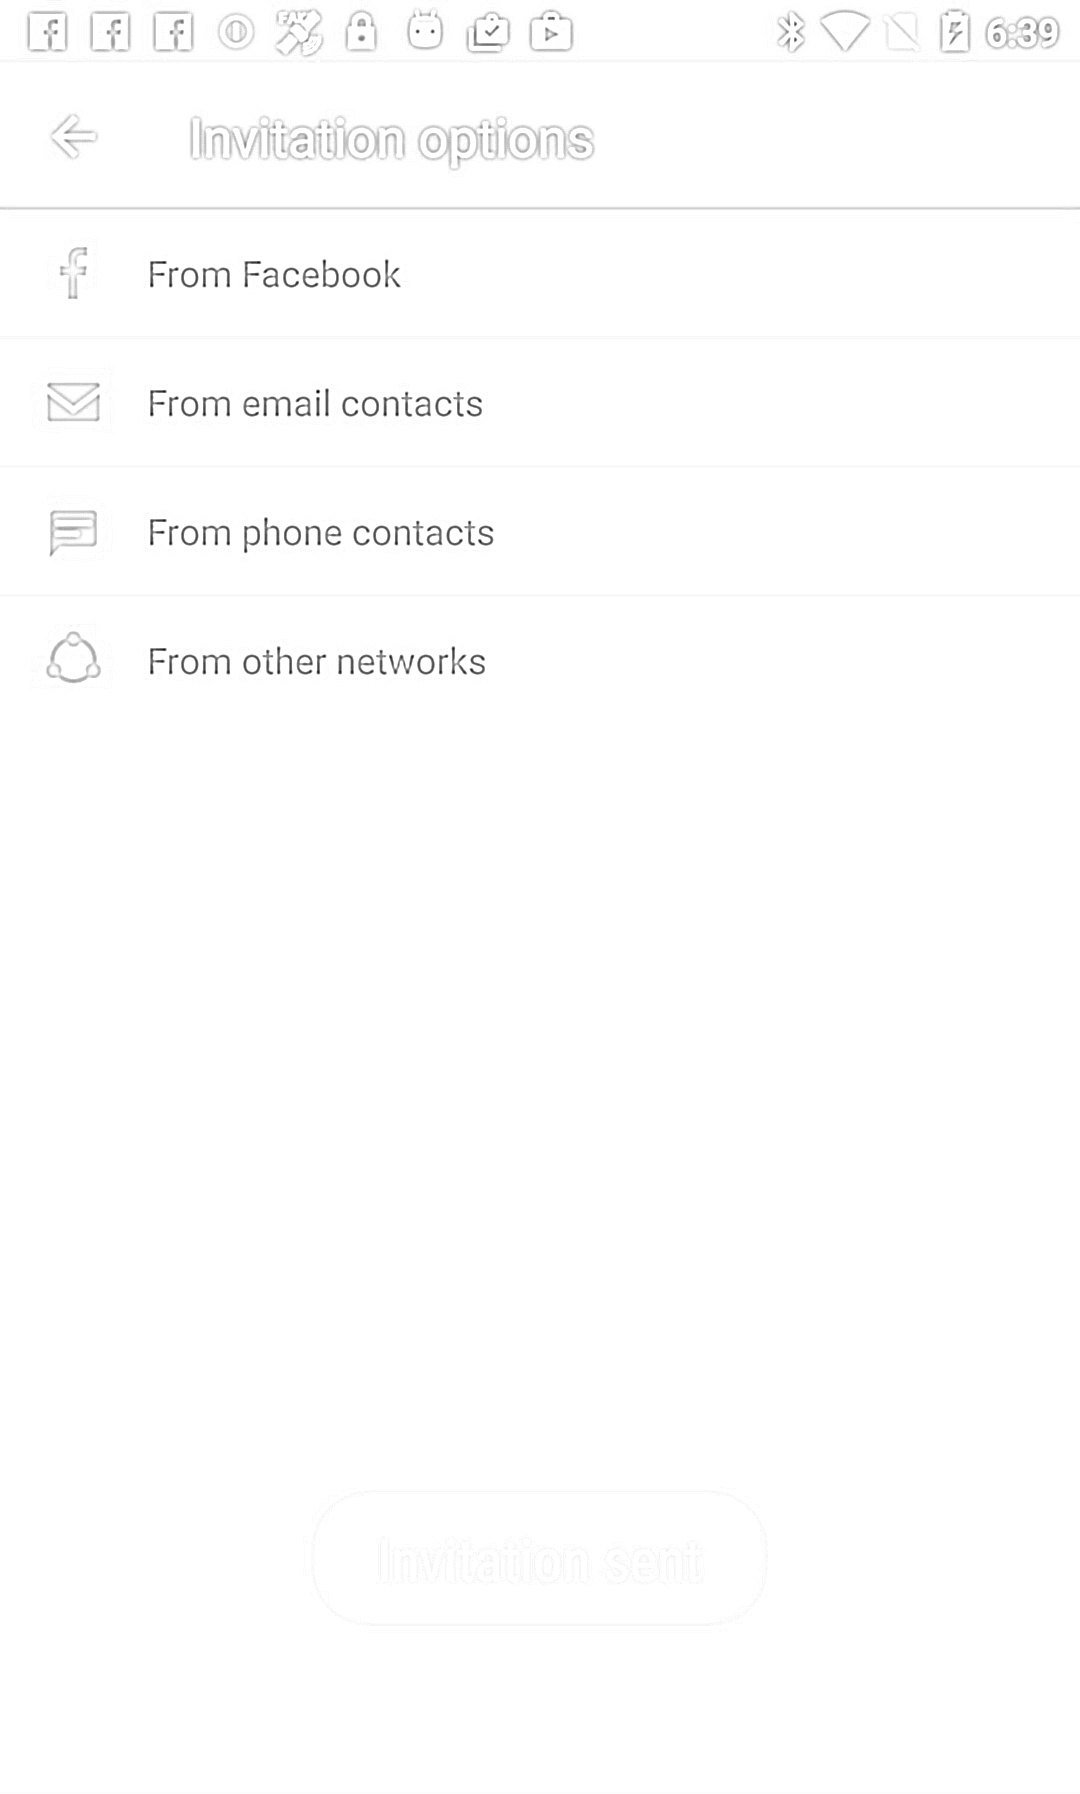 6:39
Invitation options
From Facebook
From email contacts
From phone contacts
From other networks
Invitation sent